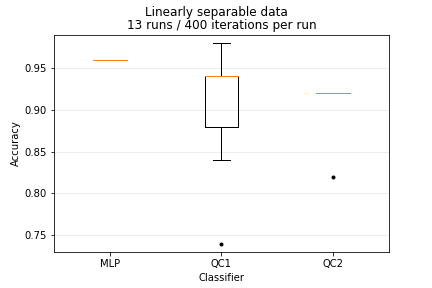 Linearly separable data
13 runs / 400 iterations per run
0.95
0.90
0.85
0.80
0.75
Accuracy
MLP QC1 QC2
Classifier